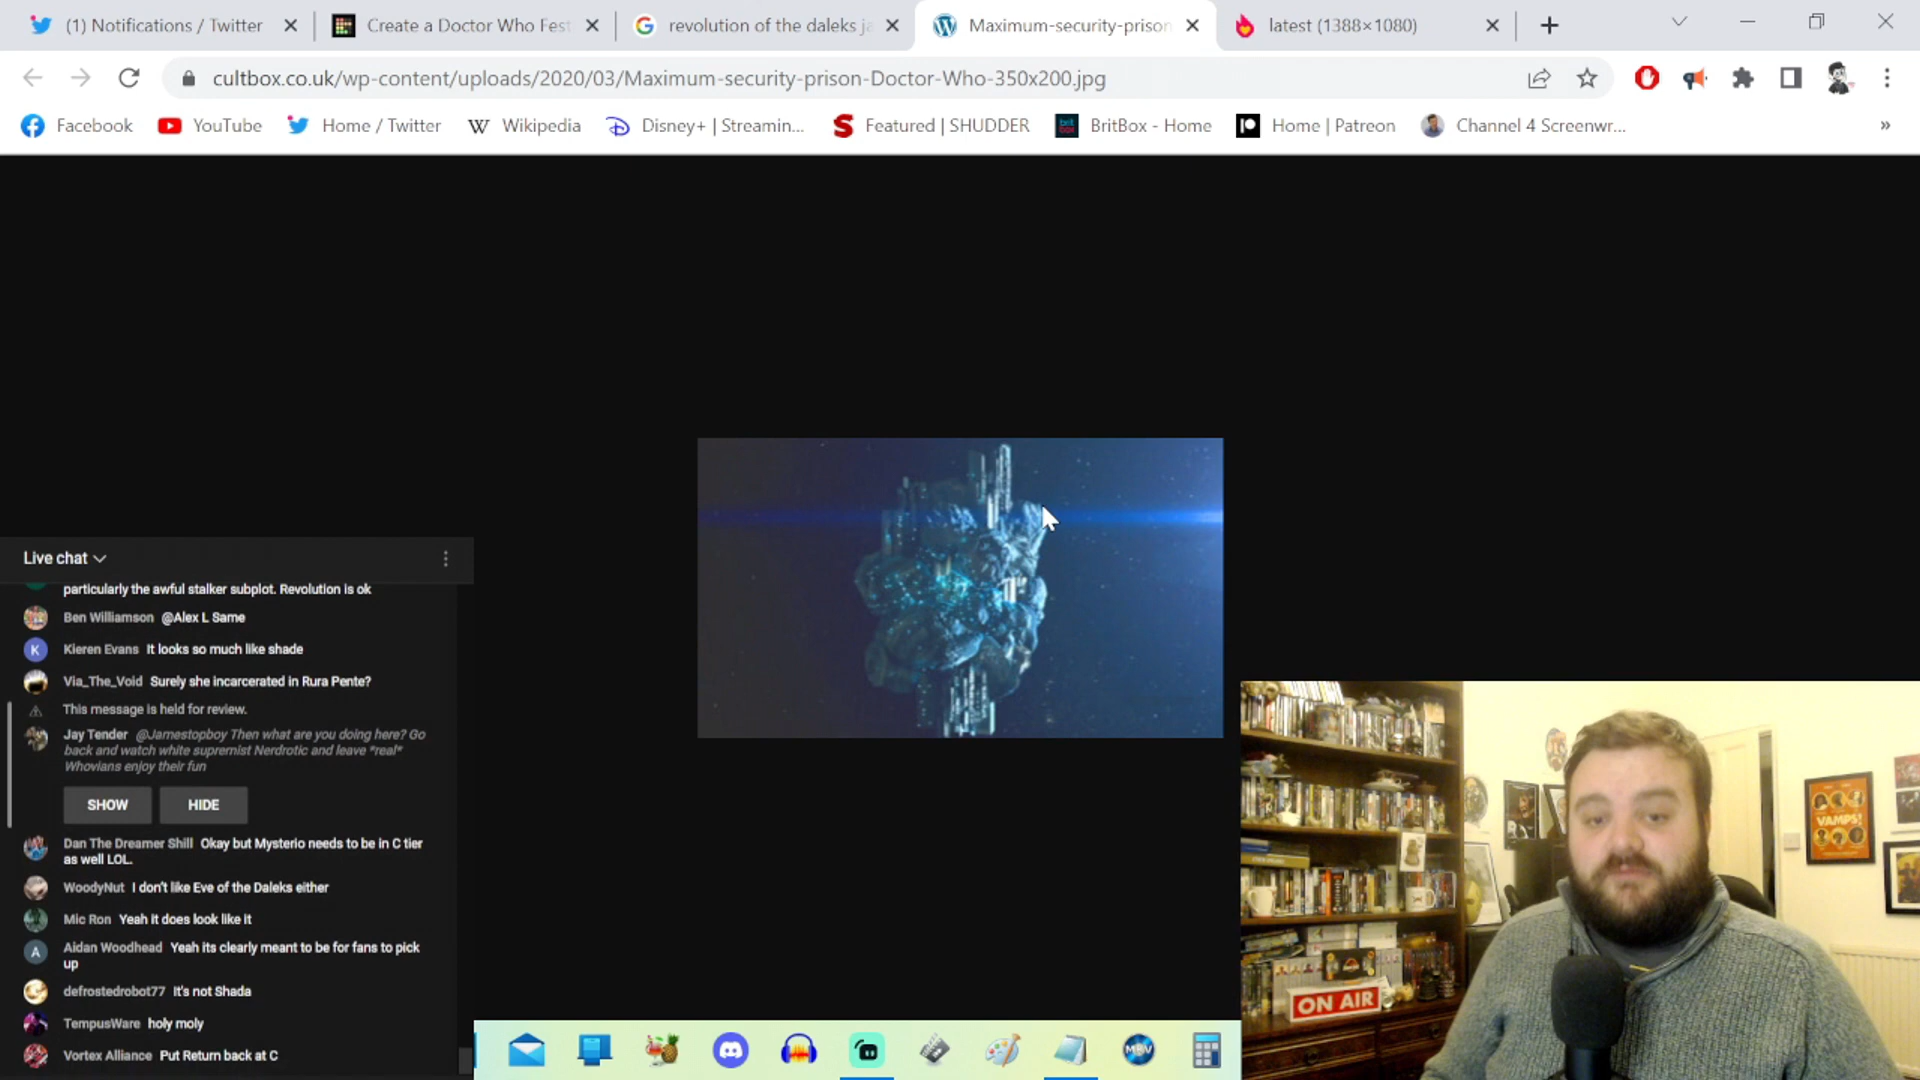 (1) Notifications / Twitter
Create a Doctor Who Fest
revolution of the daleks ja
Maximum-security-prison
latest (1388×1080)
cultbox.co.uk/wp-content/uploads/2020/03/Maximum-security-prison-Doctor-Who-350x200.jpg
Facebook
YouTube
Home / Twitter
Wikipedia
Disney+ | Streamin...
Featured | SHUDDER
BritBox - Home
Home | Patreon
Channel 4 Screenwr...
Live chat
particularly the awful stalker subplot. Revolution is ok
Ben Williamson @Alex L Same
Kieren Evans It looks so much like shade
Via_The_Void Surely she incarcerated in Rura Pente?
This message is held for review.
Jay Tender @Jamestopboy Then what are you doing here? Go
back and watch white supremist Nerdrotic and leave *real*
Whovians enjoy their fun
SHOW
HIDE
Dan The Dreamer Shill Okay but Mysterio needs to be in C tier
as well LOL.
WoodyNut I don't like Eve of the Daleks either
Mic Ron Yeah it does look like it
Aidan Woodhead Yeah its clearly meant to be for fans to pick
up
defrostedrobot77 It's not Shada
TempusWare holy moly
Vortex Alliance Put Return back at C
VAMPS!
ON AIR